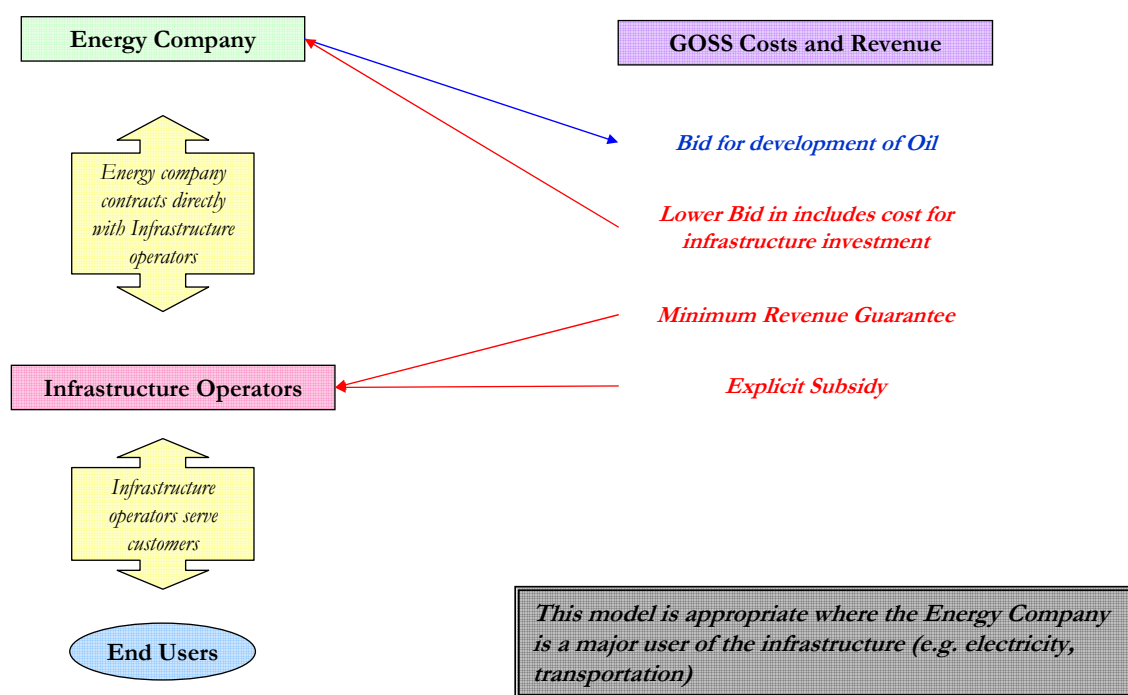 Energy Company
GOSS Costs and Revenue
Bid for development of Oil
Energy company
contracts directly
with Infrastructure
operators
Lower Bid in includes cost for
infrastructure investment
Minimum Revenue Guarantee
Infrastructure Operators
Explicit Subsidy
Infrastructure
operators serve
customers
This model is appropriate where the Energy Company
is a major user of the infrastructure (e.g. electricity,
transportation)
End Users